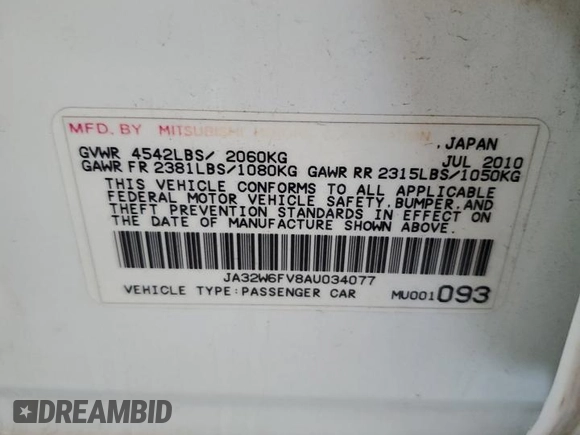 MFD. BY MITSUBISHI
, JAPAN
GVWR 4542LBS/ 2060KG JUL 2010
GAWR FR 2381LBS/1080KG GAWR RR 2315LBS/1050KG
THIS VEHICLE CONFORMS TO ALL APPLICABLE
FEDERAL MOTOR VEHICLE SAFETY, BUMPER, AND
THEFT PREVENTION STANDARDS IN EFFECT ON
THE DATE OF MANUFACTURE SHOWN ABOVE.
JA32W6FV8AU034077
VEHICLE TYPE:PASSENGER CAR MU001093
DREAMBID